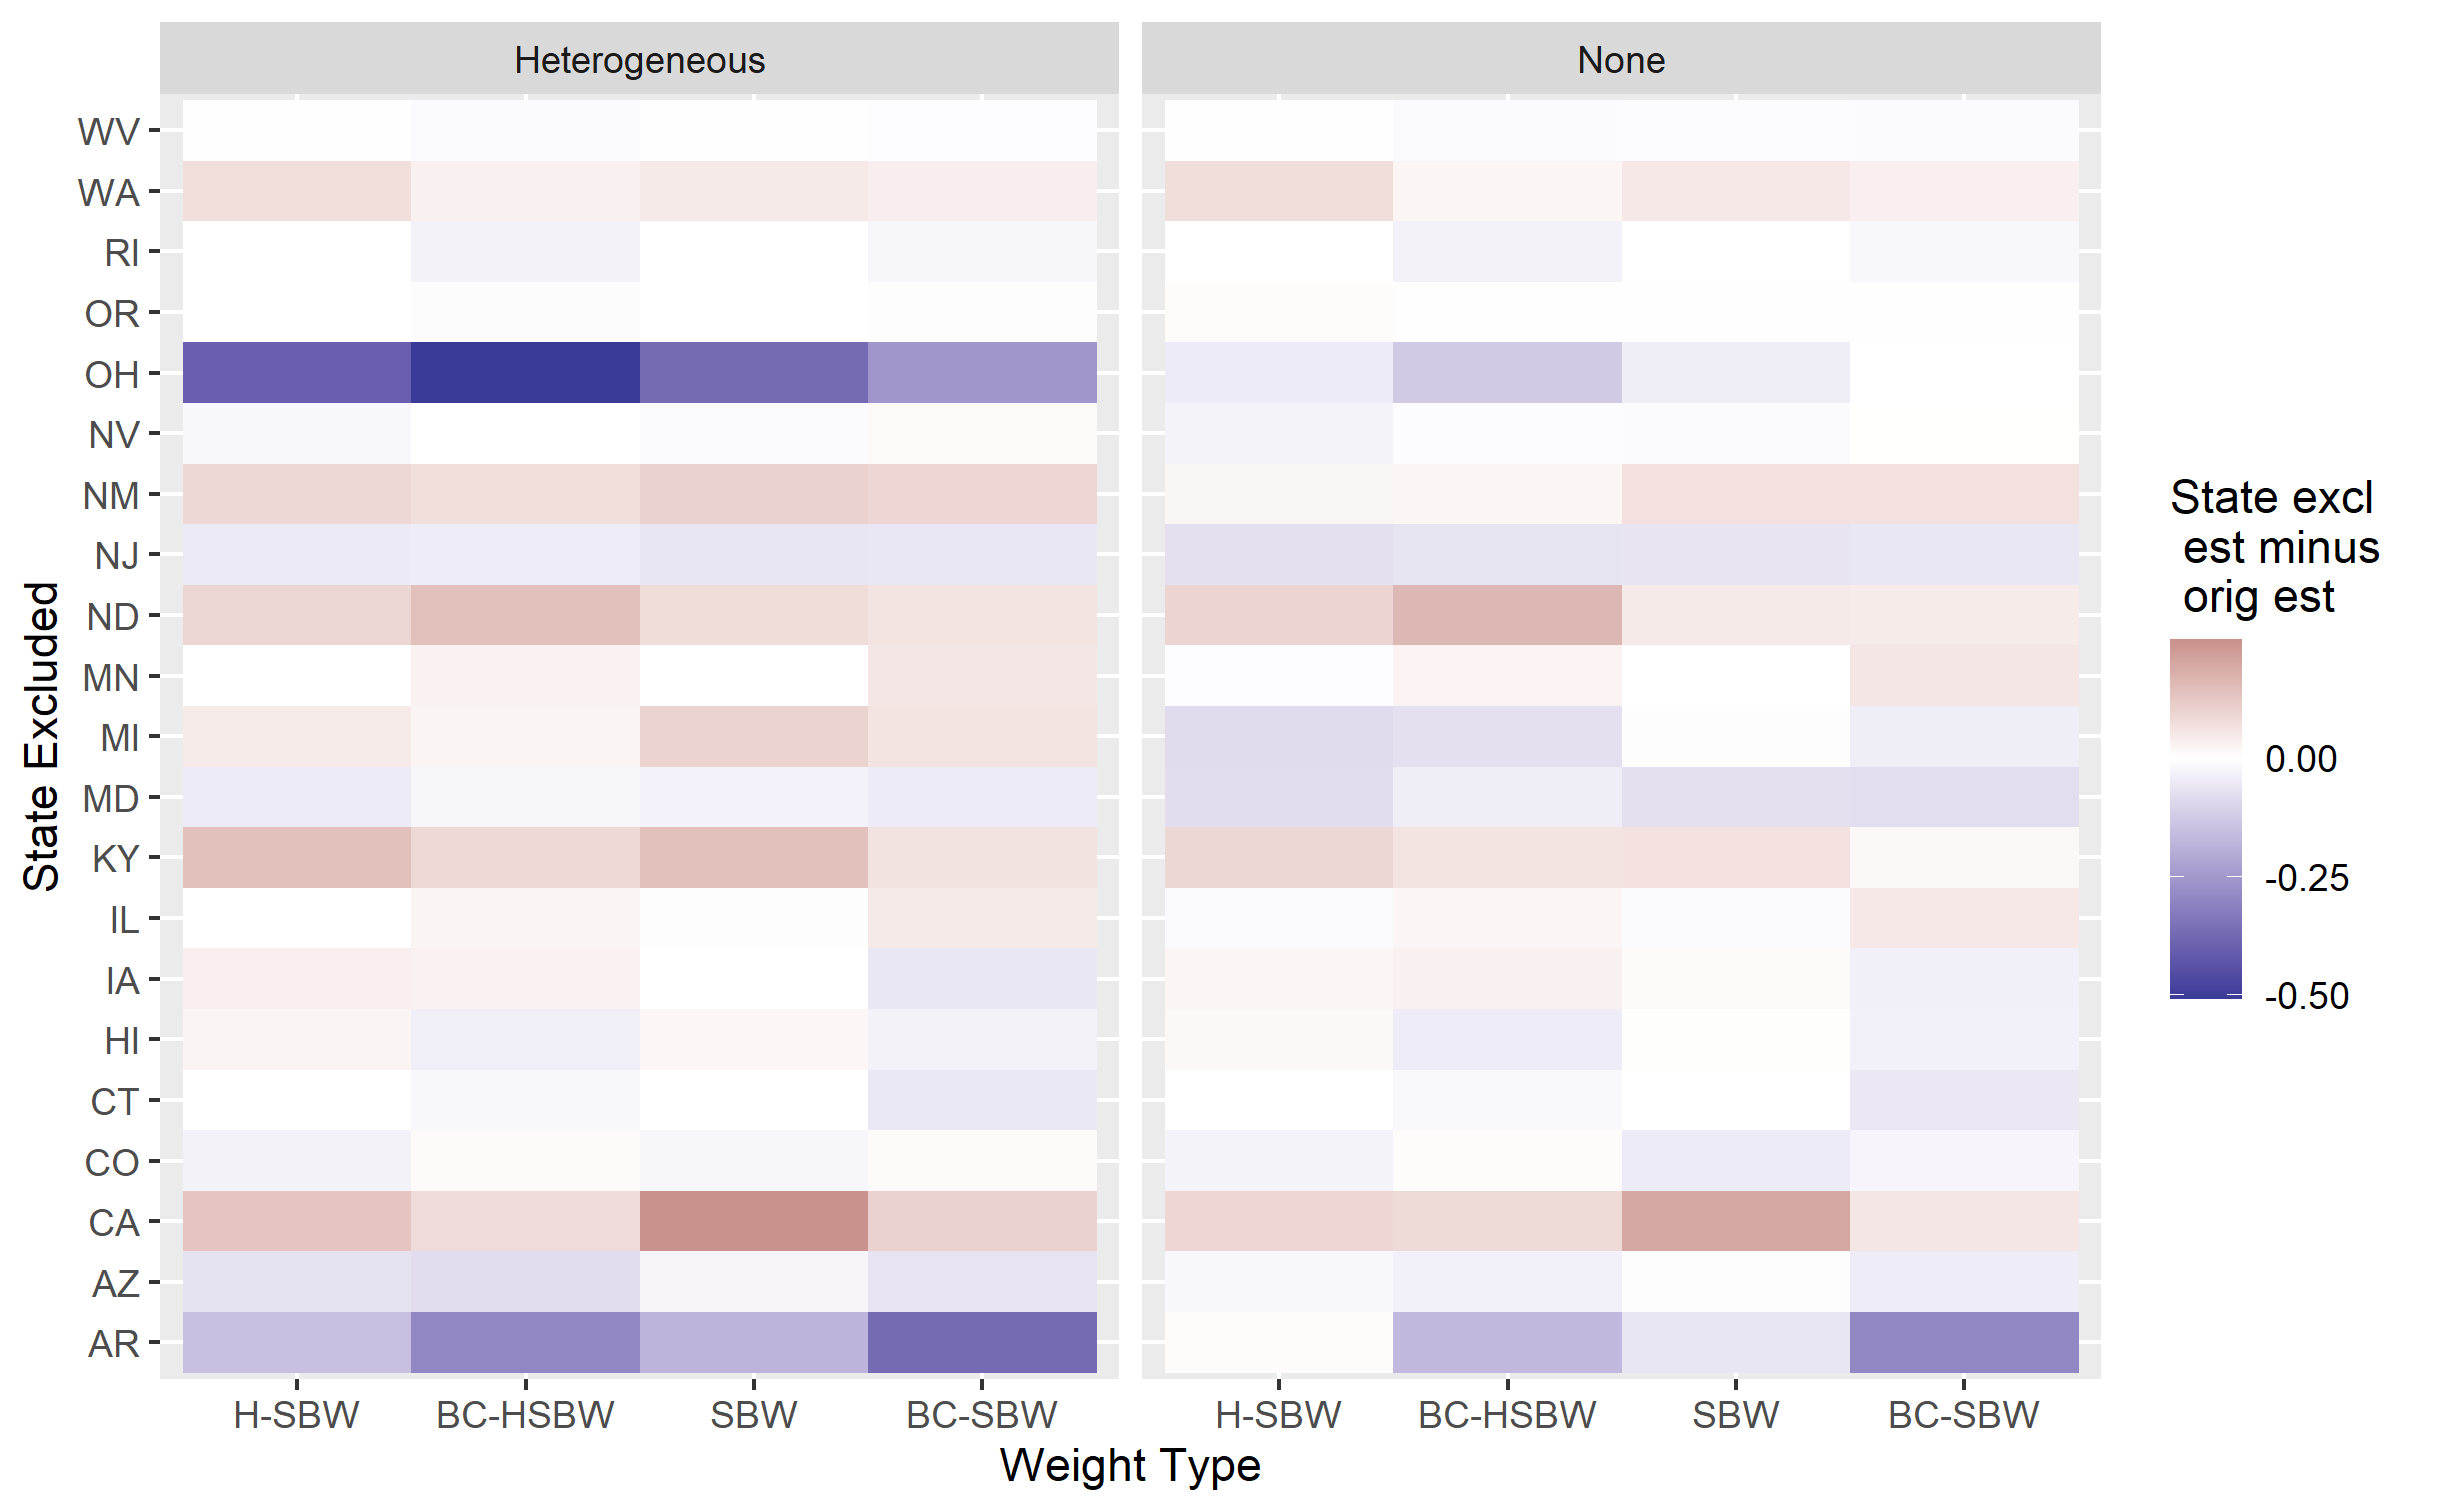 Heterogeneous
None
State Excluded
WV
WA
RI
OR
OH
NV
NM
NJ
ND
MN
MI
MD
KY
IL
IA
HI
CT
CO
CA
AZ
AR
H-SBW
BC-HSBW
SBW
BC-SBW
H-SBW
BC-HSBW
SBW
BC-SBW
Weight Type
State excl
est minus
orig est
0.00
-0.25
-0.50